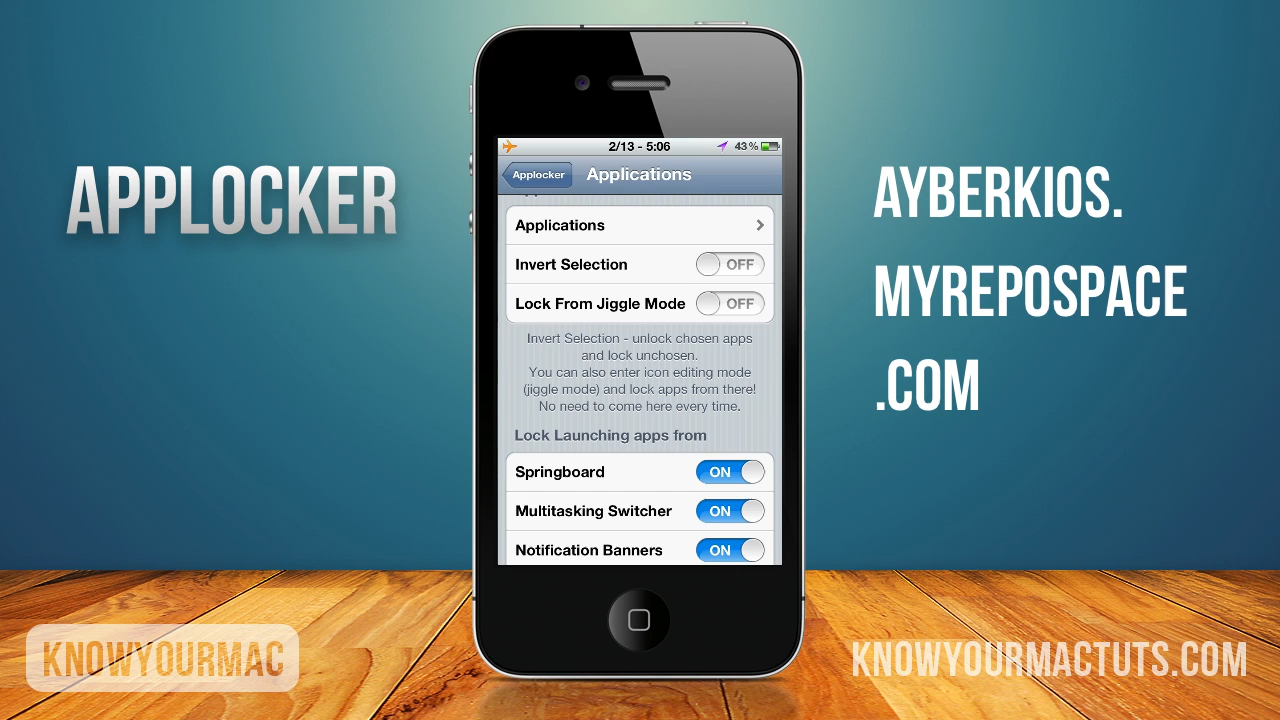 APPLOCKER
2/13 - 5:06
43%
Applocker
Applications
Applications
Invert Selection
OFF
Lock From Jiggle Mode
OFF
Invert Selection - unlock chosen apps
and lock unchosen.
You can also enter icon editing mode
(jiggle mode) and lock apps from there!
No need to come here every time.
Lock Launching apps from
Springboard
ON
Multitasking Switcher
ON
Notification Banners
ON
AYBERKIOS.
MYREPOSPACE
.COM
KNOWYOURMAC
KNOWYOURMACTUTS.COM